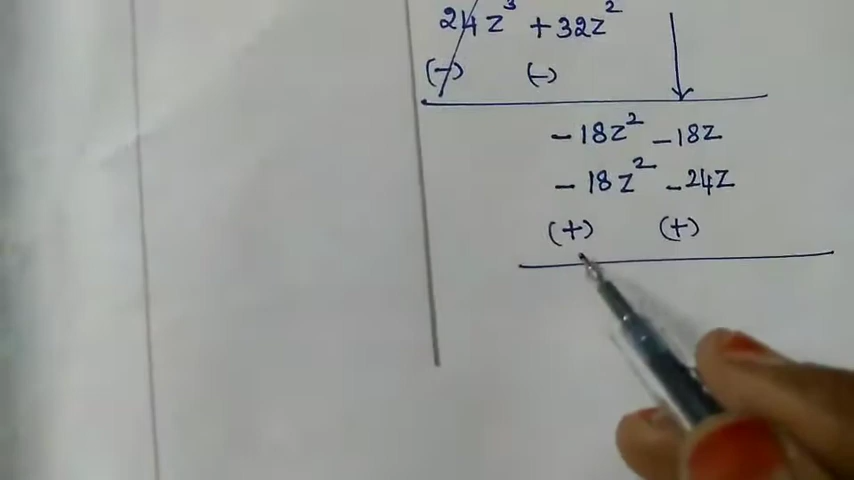 24z³ +32z²
(-) (-)
-18z² -18z
-18z² -24z
(+) (+)